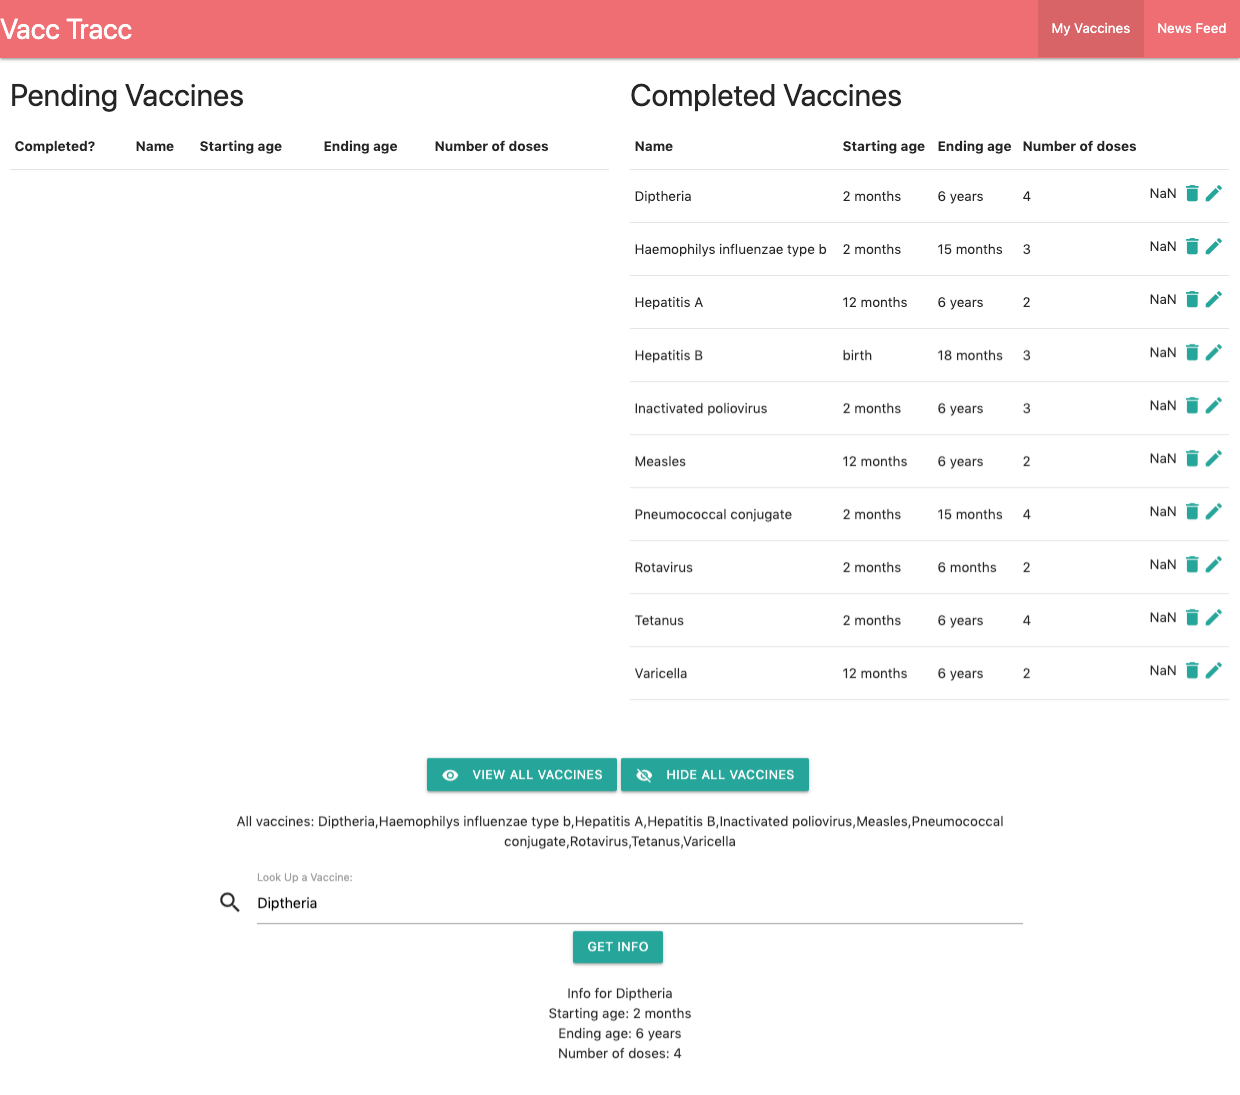 Vacc Tracc
My Vaccines
News Feed
Pending Vaccines
Completed? Name Starting age Ending age Number of doses
Completed Vaccines
Name Starting age Ending age Number of doses
Diptheria 2 months 6 years 4 NaN
Haemophilys influenzae type b 2 months 15 months 3 NaN
Hepatitis A 12 months 6 years 2 NaN
Hepatitis B birth 18 months 3 NaN
Inactivated poliovirus 2 months 6 years 3 NaN
Measles 12 months 6 years 2 NaN
Pneumococcal conjugate 2 months 15 months 4 NaN
Rotavirus 2 months 6 months 2 NaN
Tetanus 2 months 6 years 4 NaN
Varicella 12 months 6 years 2 NaN
VIEW ALL VACCINES
HIDE ALL VACCINES
All vaccines: Diptheria,Haemophilys influenzae type b,Hepatitis A,Hepatitis B,Inactivated poliovirus,Measles,Pneumococcal
conjugate,Rotavirus,Tetanus,Varicella
Look Up a Vaccine:
Diptheria
GET INFO
Info for Diptheria
Starting age: 2 months
Ending age: 6 years
Number of doses: 4